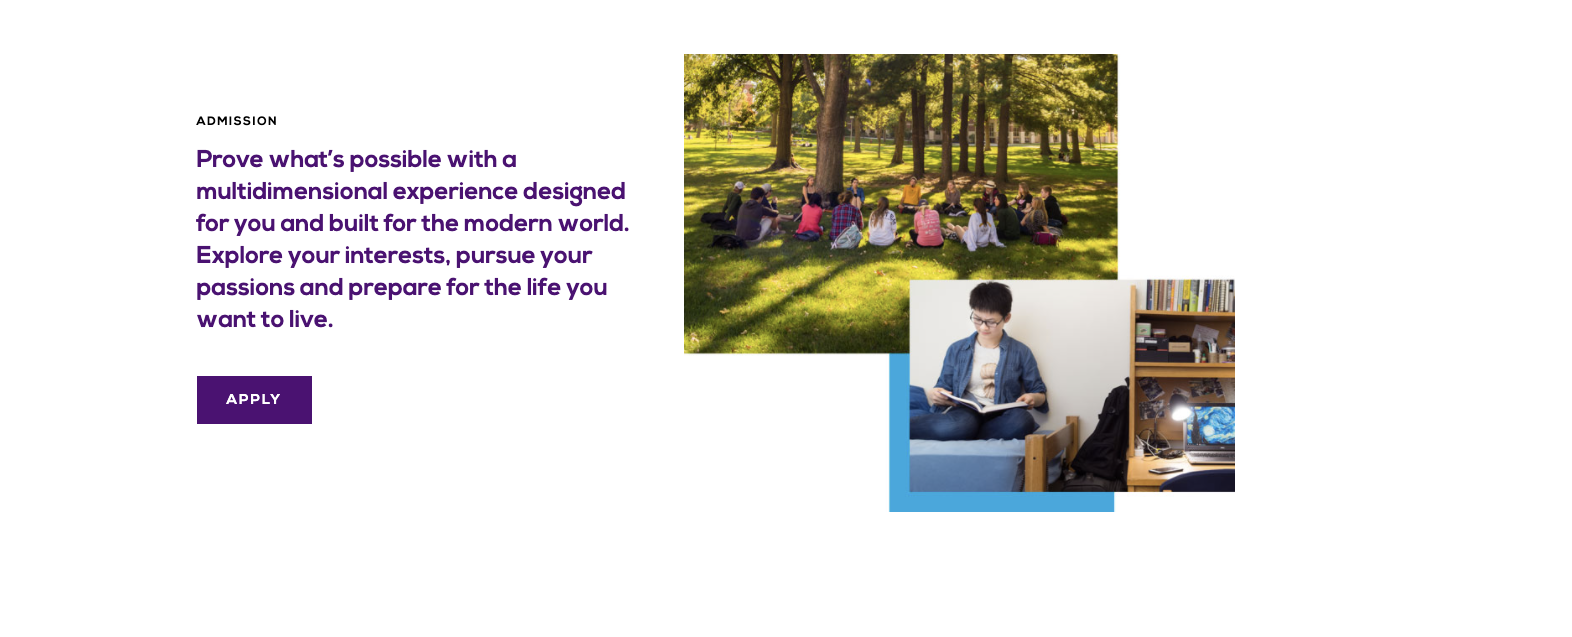 ADMISSION
Prove what’s possible with a
multidimensional experience designed
for you and built for the modern world.
Explore your interests, pursue your
passions and prepare for the life you
want to live.
APPLY